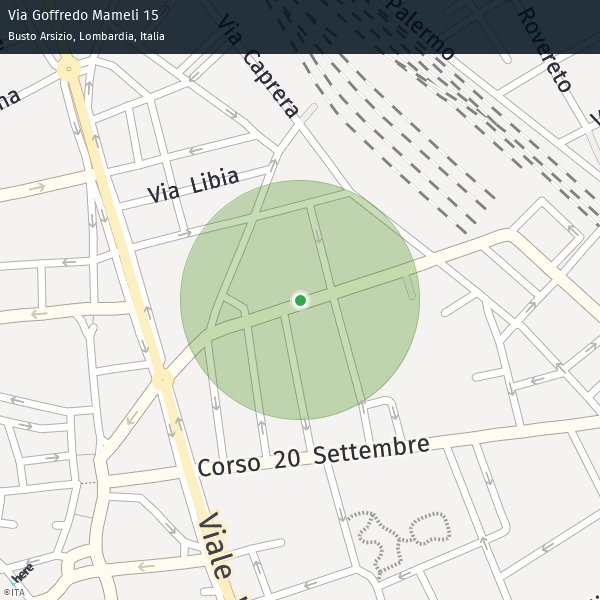 Via Goffredo Mameli 15
Busto Arsizio, Lombardia, Italia
Palermo
Rovereto
Via Caprera
Via Libia
Corso 20 Settembre
Viale
here
©ITA